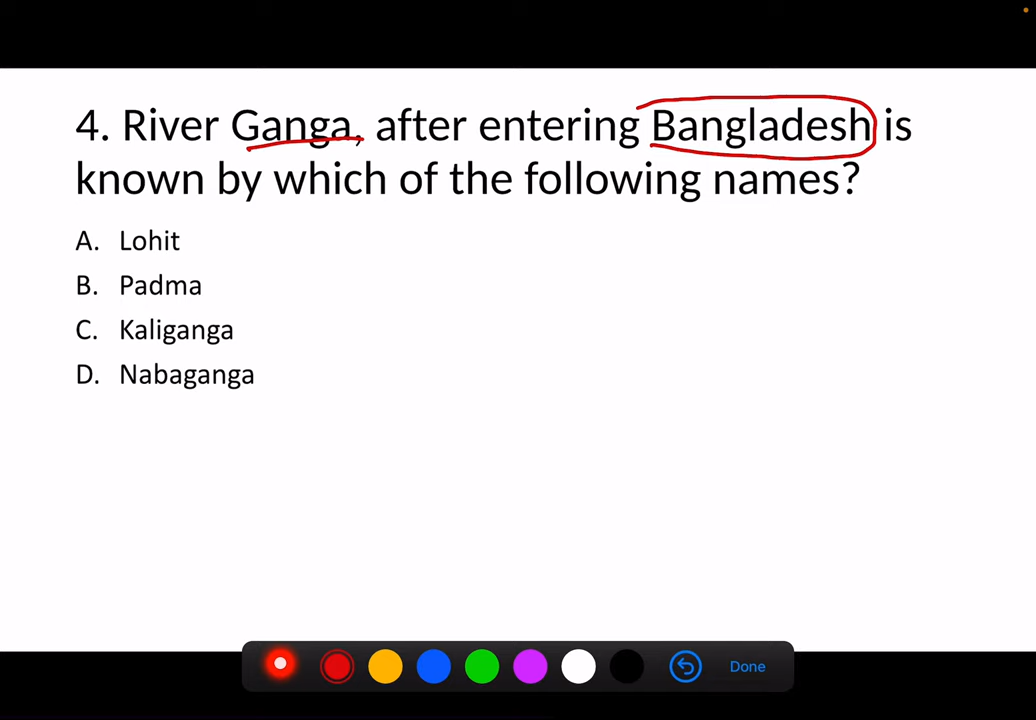 4. River Ganga, after entering Bangladesh is
known by which of the following names?
A. Lohit
B. Padma
C. Kaliganga
D. Nabaganga
Done